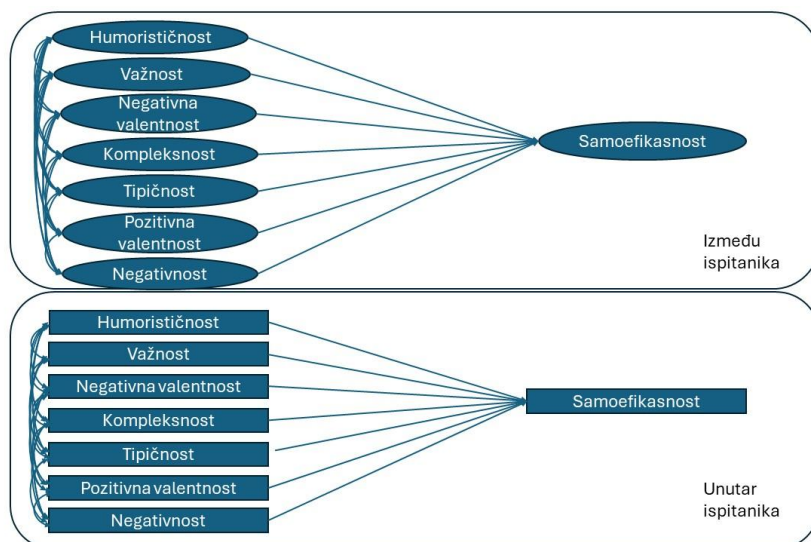 Humorističnost
Važnost
Negativna
valentnost
Kompleksnost
Tipičnost
Pozitivna
valentnost
Negativnost
Samoefikasnost
Između
ispitanika
Humorističnost
Važnost
Negativna valentnost
Kompleksnost
Tipičnost
Pozitivna valentnost
Negativnost
Samoefikasnost
Unutar
ispitanika